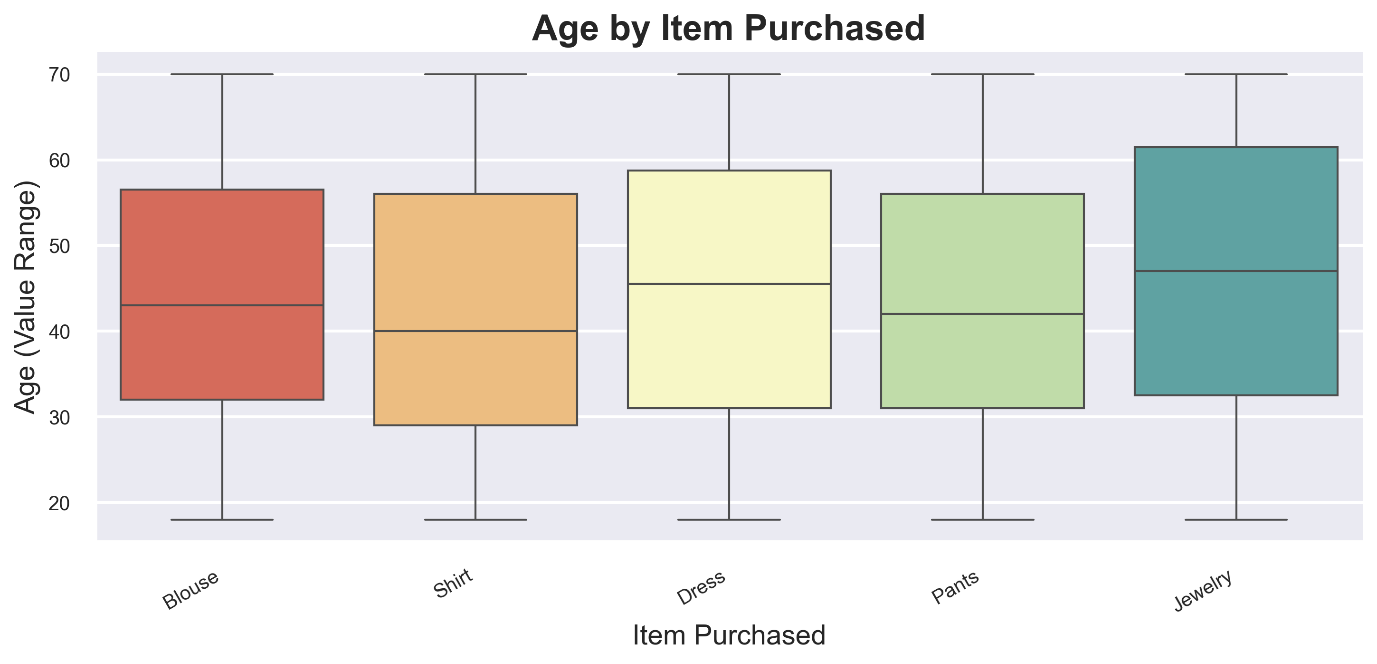 Age by Item Purchased
Age (Value Range)
70
60
50
40
30
20
Blouse
Shirt
Dress
Pants
Jewelry
Item Purchased